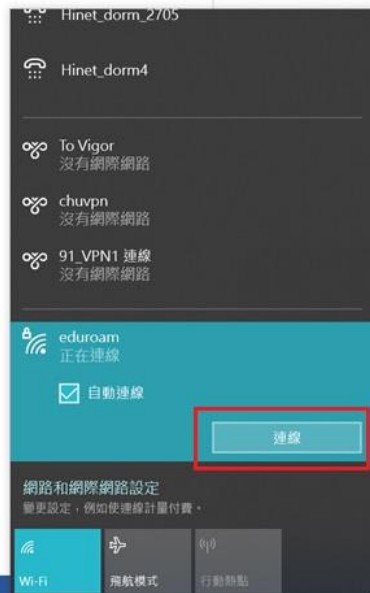 Hinet_dorm_2705
Hinet_dorm4
To Vigor
沒有網際網路
chuvpn
沒有網際網路
91_VPN1 連線
沒有網際網路
eduroam
正在連線
自動連線
連線
網路和網際網路設定
變更設定，例如使連線計量付費。
Wi-Fi
飛航模式
行動熱點